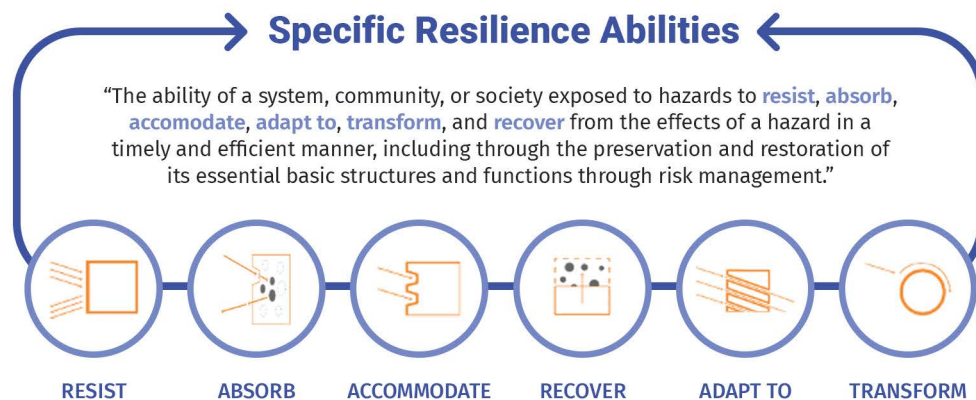 Specific Resilience Abilities
“The ability of a system, community, or society exposed to hazards to resist, absorb,
accomodate, adapt to, transform, and recover from the effects of a hazard in a
timely and efficient manner, including through the preservation and restoration of
its essential basic structures and functions through risk management.”
RESIST ABSORB ACCOMMODATE RECOVER ADAPT TO TRANSFORM